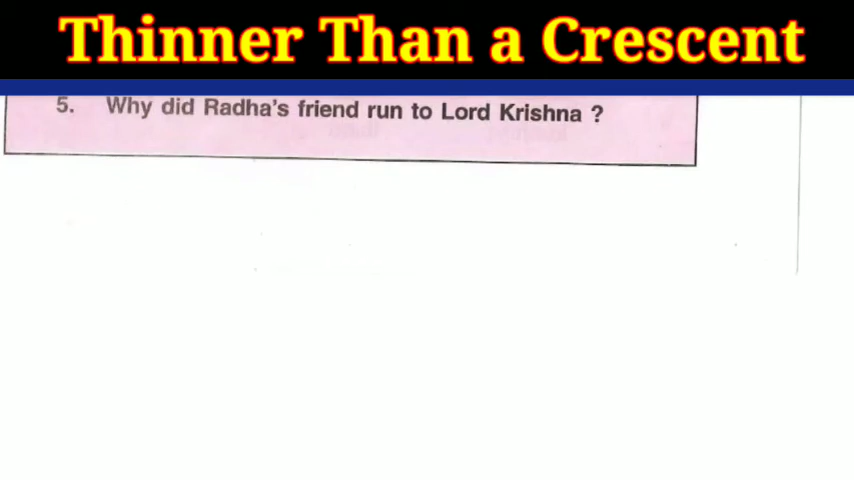 Thinner Than a Crescent
5. Why did Radha's friend run to Lord Krishna ?